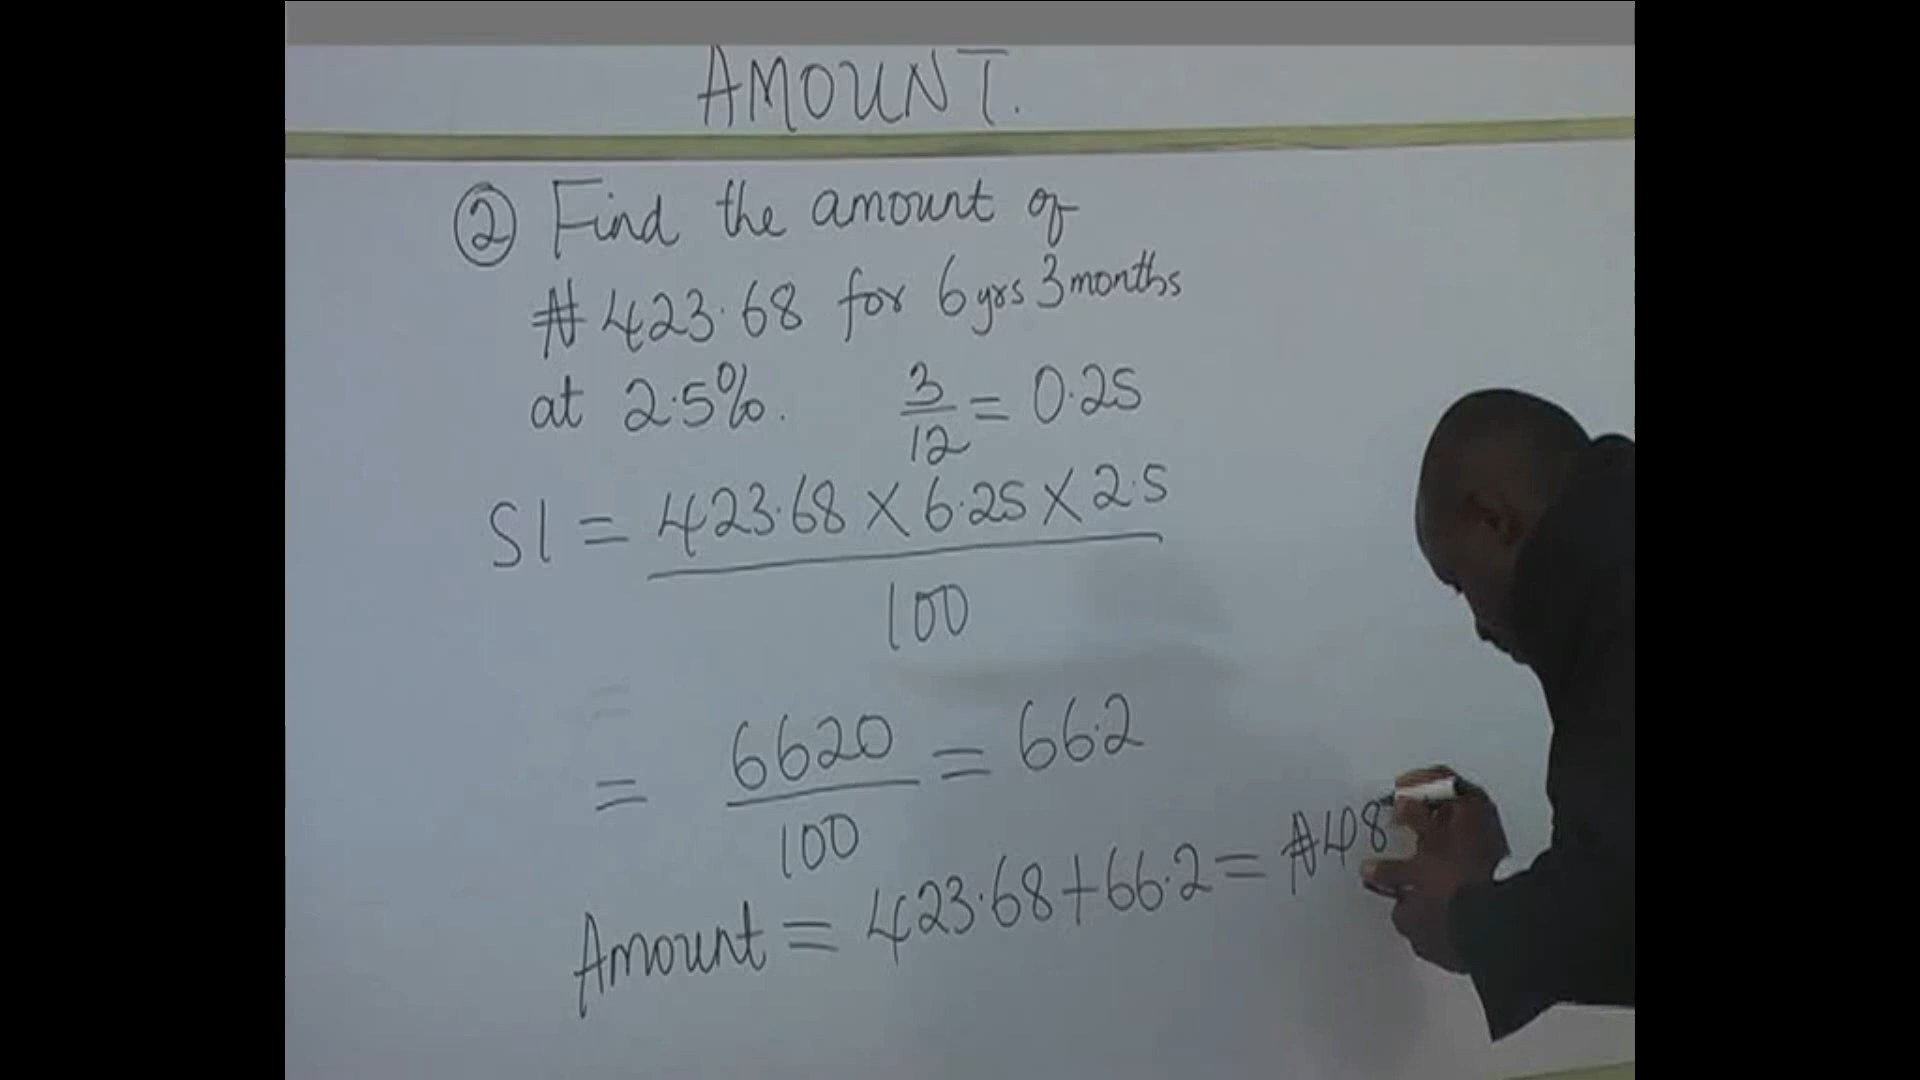 AMOUNT.
② Find the amount of
₦423.68 for 6yrs 3months
at 2.5%. 3/12 = 0.25
SI = 423.68 × 6.25 × 2.5
100
= 6620/100 = 66.2
Amount = 423.68 + 66.2 = ₦48